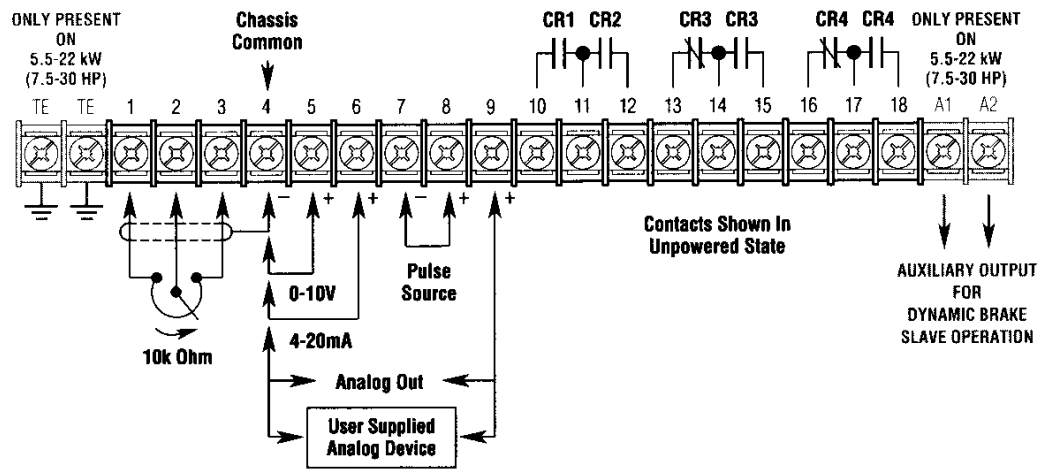 ONLY PRESENT
ON
5.5-22 kW
(7.5-30 HP)
Chassis
Common
CR1 CR2
CR3 CR3
CR4 CR4
ONLY PRESENT
ON
5.5-22 kW
(7.5-30 HP)
TE TE 1 2 3 4 5 6 7 8 9 10 11 12 13 14 15 16 17 18 A1 A2
− + + − + +
Contacts Shown In
Unpowered State
Pulse
Source
0-10V
10k Ohm
4-20mA
Analog Out
User Supplied
Analog Device
AUXILIARY OUTPUT
FOR
DYNAMIC BRAKE
SLAVE OPERATION